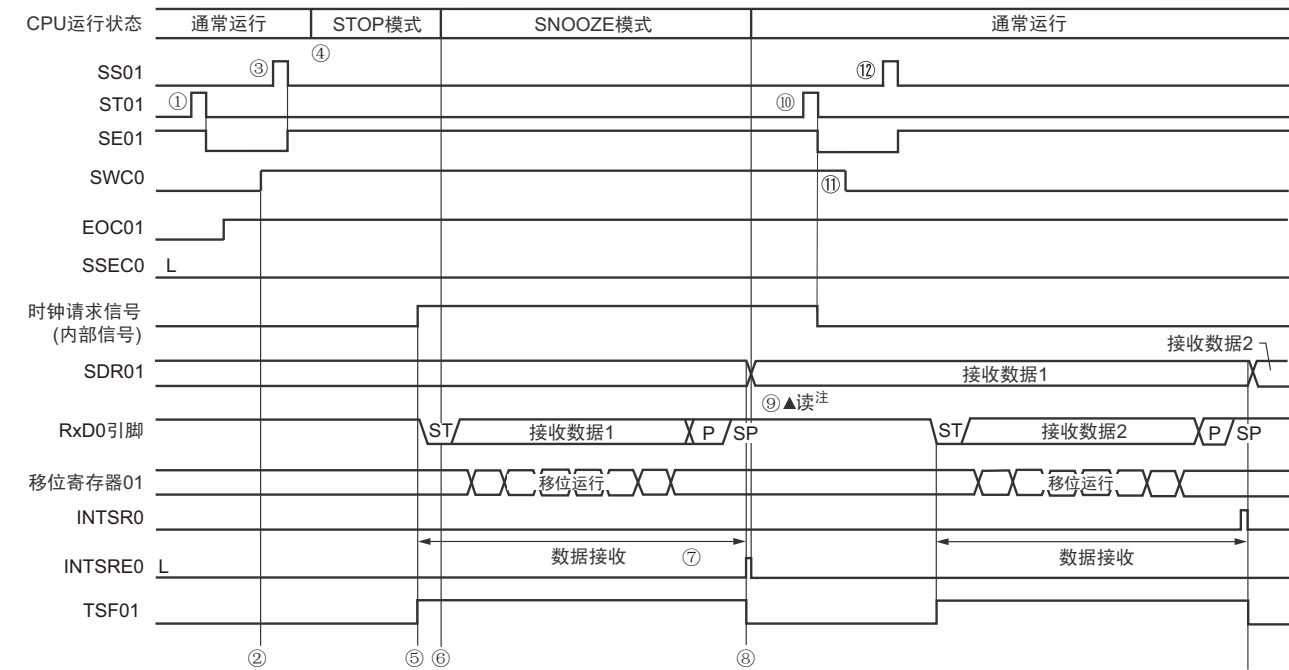 CPU运行状态 通常运行 STOP模式 SNOOZE模式 通常运行
④
SS01 ③ ⑫
ST01 ① ⑩
SE01
SWC0 ⑪
EOC01
SSEC0 L
时钟请求信号
(内部信号)
接收数据2
SDR01 接收数据1
⑨▲读注
RxD0引脚 ST 接收数据1 P SP ST 接收数据2 P SP
移位寄存器01 移位运行 移位运行
INTSR0
数据接收 ⑦ 数据接收
INTSRE0 L
TSF01
② ⑤ ⑥ ⑧